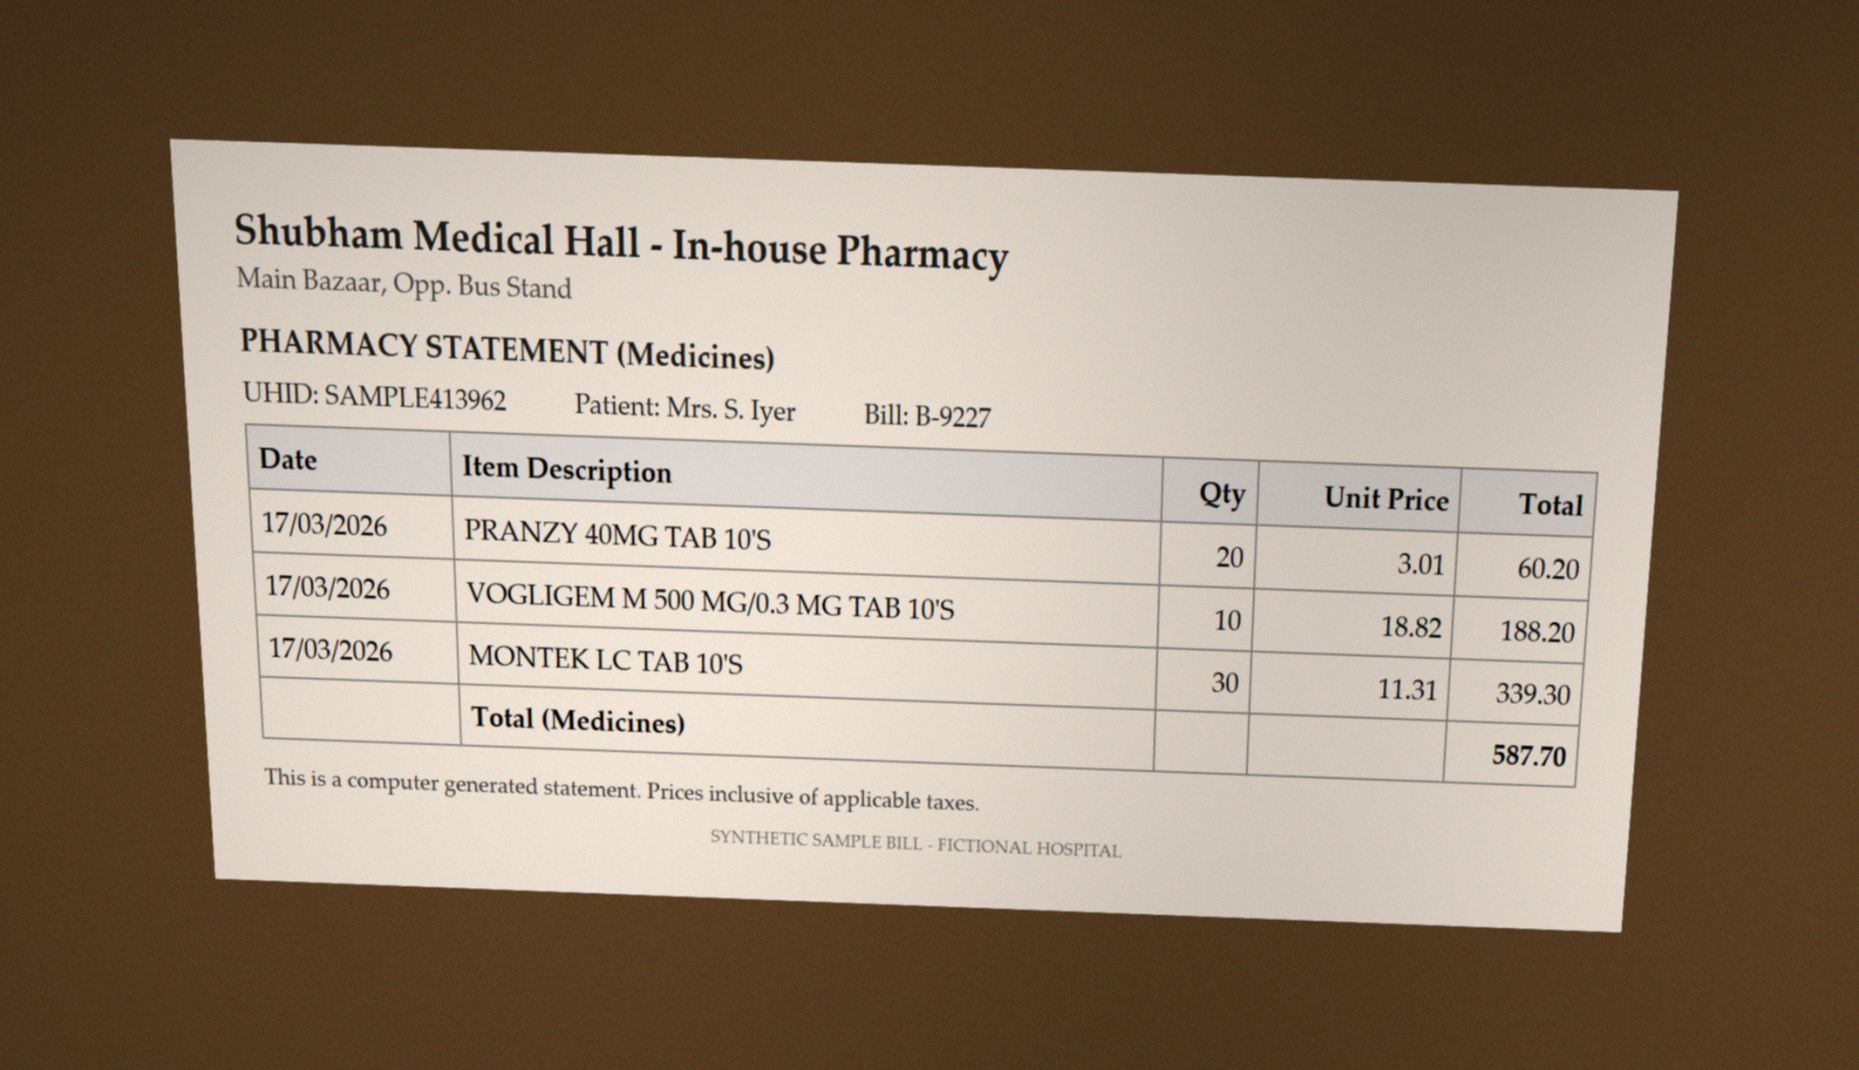 Shubham Medical Hall - In-house Pharmacy
Main Bazaar, Opp. Bus Stand
PHARMACY STATEMENT (Medicines)
UHID: SAMPLE413962 Patient: Mrs. S. Iyer Bill: B-9227
Date Item Description Qty Unit Price Total
17/03/2026 PRANZY 40MG TAB 10'S 20 3.01 60.20
17/03/2026 VOGLIGEM M 500 MG/0.3 MG TAB 10'S 10 18.82 188.20
17/03/2026 MONTEK LC TAB 10'S 30 11.31 339.30
Total (Medicines) 587.70
This is a computer generated statement. Prices inclusive of applicable taxes.
SYNTHETIC SAMPLE BILL - FICTIONAL HOSPITAL